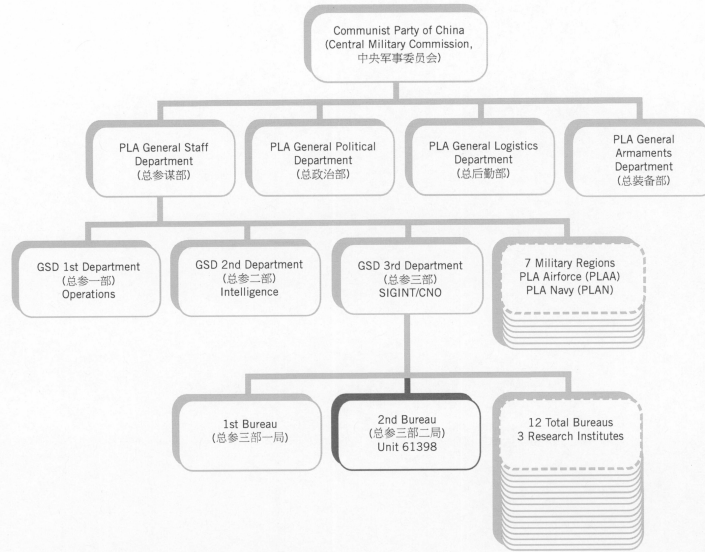 Communist Party of China
(Central Military Commission,
中央军事委员会)
PLA General Staff
Department
(总参谋部)
PLA General Political
Department
(总政治部)
PLA General Logistics
Department
(总后勤部)
PLA General
Armaments
Department
(总装备部)
GSD 1st Department
(总参一部)
Operations
GSD 2nd Department
(总参二部)
Intelligence
GSD 3rd Department
(总参三部)
SIGINT/CNO
7 Military Regions
PLA Airforce (PLAA)
PLA Navy (PLAN)
1st Bureau
(总参三部一局)
2nd Bureau
(总参三部二局)
Unit 61398
12 Total Bureaus
3 Research Institutes